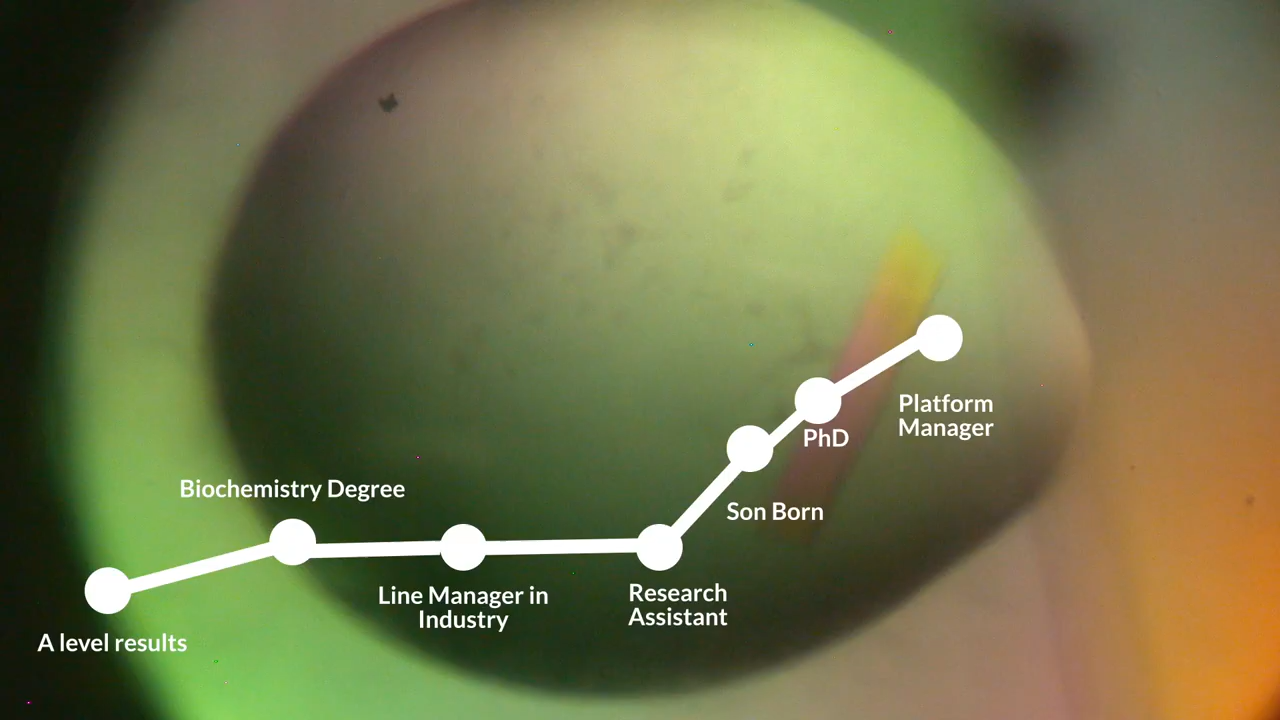 A level results
Biochemistry Degree
Line Manager in
Industry
Research
Assistant
Son Born
PhD
Platform
Manager